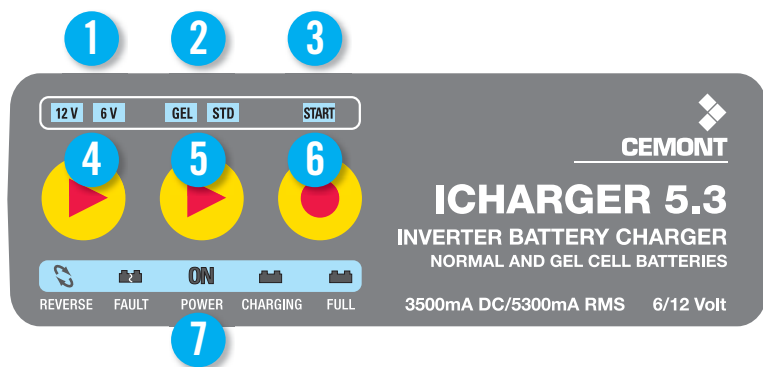 1 2 3
12 V 6 V GEL STD START
4 5 6
CEMONT
ICHARGER 5.3
INVERTER BATTERY CHARGER
NORMAL AND GEL CELL BATTERIES
ON
REVERSE FAULT POWER CHARGING FULL
3500mA DC/5300mA RMS 6/12 Volt
7